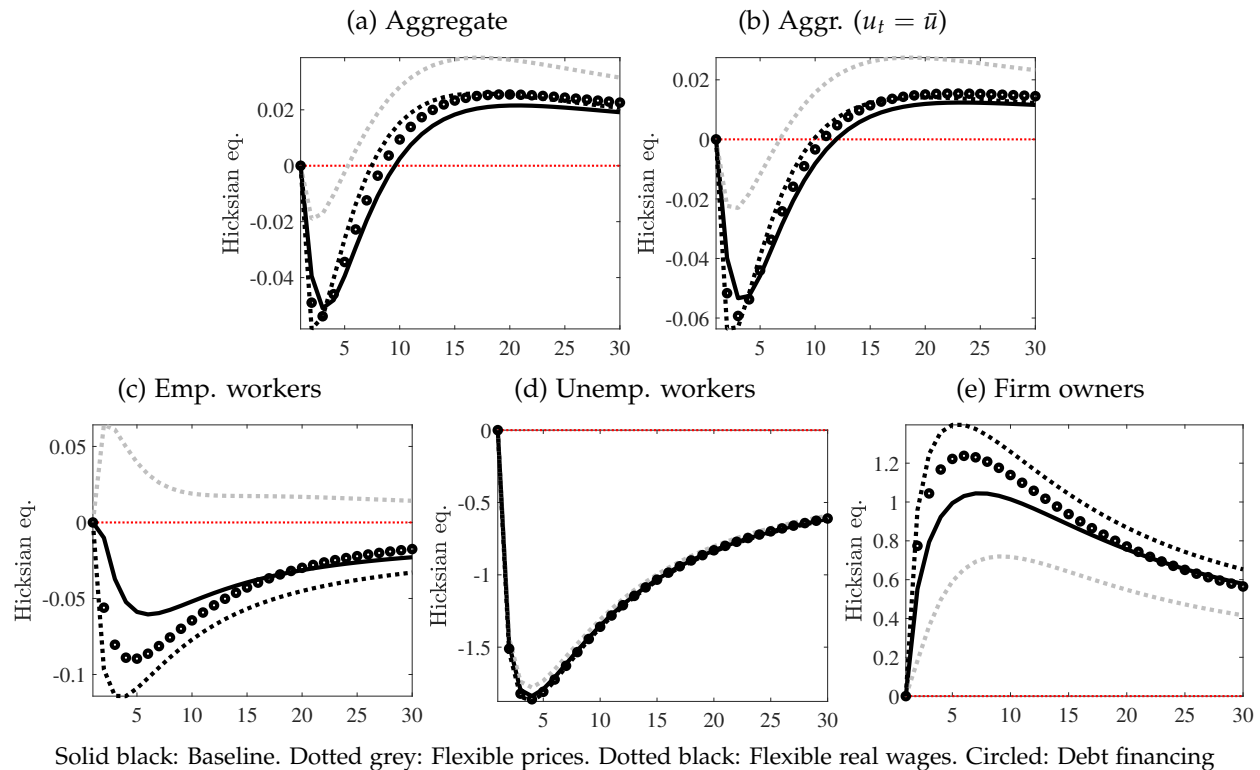 (a) Aggregate
(b) Aggr. (u_t = ū)
Hicksian eq.
0.02
0
-0.02
-0.04
5 10 15 20 25 30
Hicksian eq.
0.02
0
-0.02
-0.04
-0.06
5 10 15 20 25 30
(c) Emp. workers
(d) Unemp. workers
(e) Firm owners
Hicksian eq.
0.05
0
-0.05
-0.1
5 10 15 20 25 30
Hicksian eq.
0
-0.5
-1
-1.5
5 10 15 20 25 30
Hicksian eq.
1.2
1
0.8
0.6
0.4
0.2
0
5 10 15 20 25 30
Solid black: Baseline. Dotted grey: Flexible prices. Dotted black: Flexible real wages. Circled: Debt financing